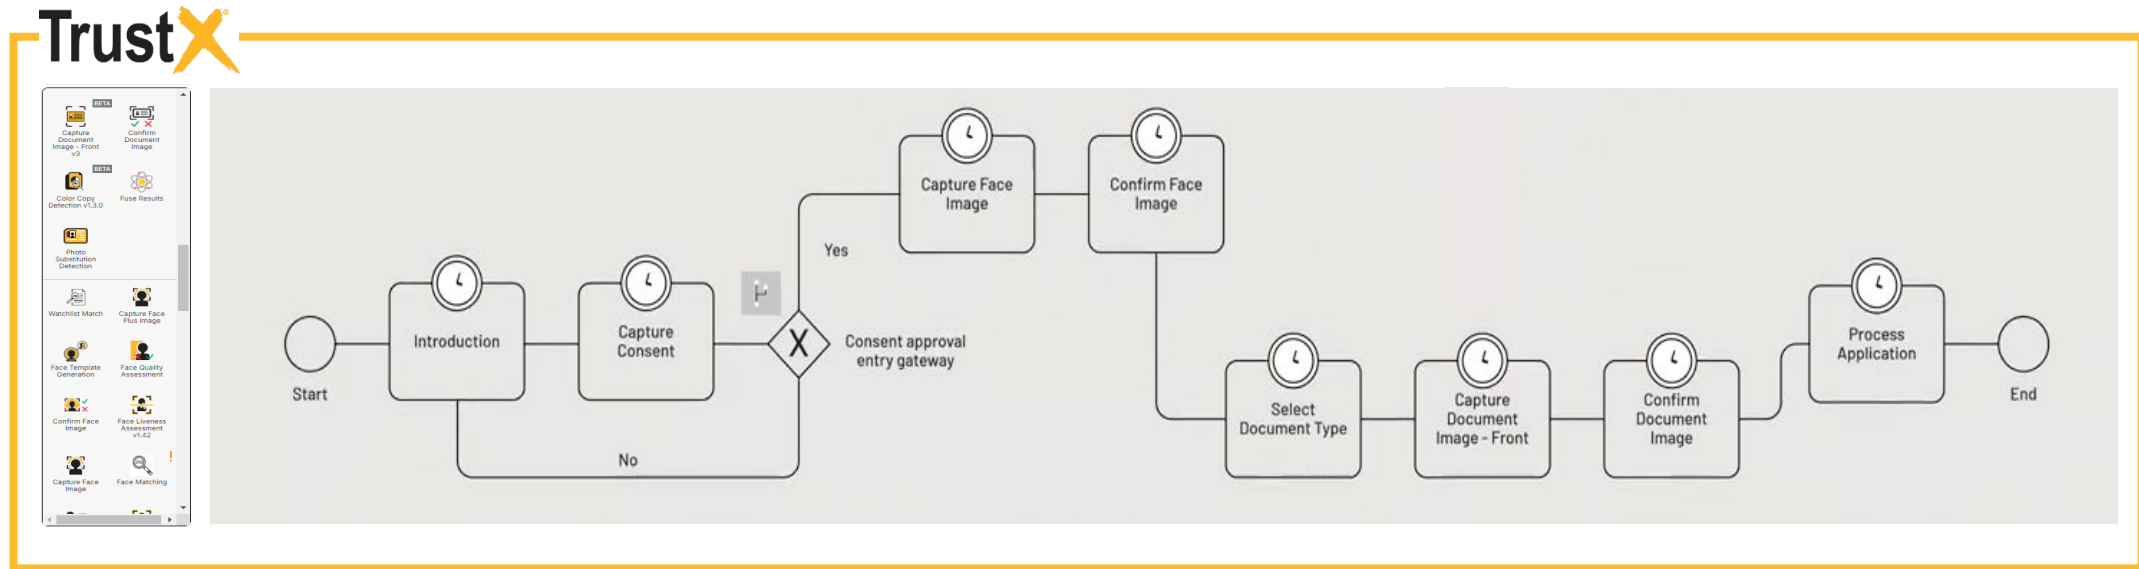 TrustX
BETA
Capture
Document
Image - Front
v3
Confirm
Document
Image
BETA
Color Copy
Detection v1.3.0
Fuse Results
Photo
Substitution
Detection
Watchlist Match
Capture Face
Plus Image
Face Template
Generation
Face Quality
Assessment
Confirm Face
Image
Face Liveness
Assessment
v1.42
Capture Face
Image
!
Face Matching
Start
Introduction
Capture
Consent
X
Consent approval
entry gateway
Yes
No
Capture Face
Image
Confirm Face
Image
Select
Document Type
Capture
Document
Image - Front
Confirm
Document
Image
Process
Application
End